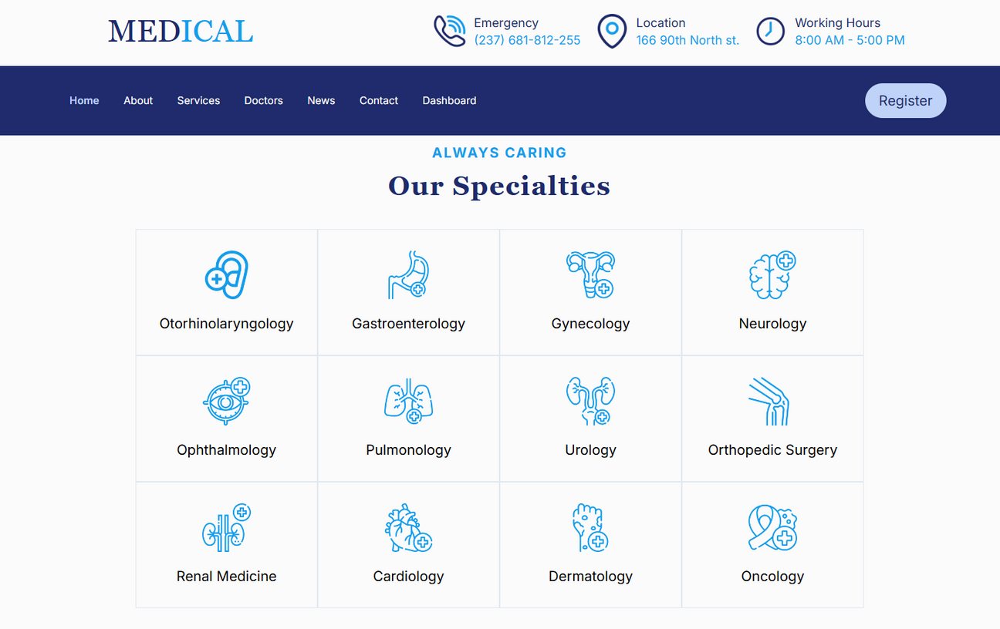 MEDICAL
Emergency
(237) 681-812-255
Location
166 90th North st.
Working Hours
8:00 AM - 5:00 PM
Home About Services Doctors News Contact Dashboard Register
ALWAYS CARING
Our Specialties
Otorhinolaryngology Gastroenterology Gynecology Neurology
Ophthalmology Pulmonology Urology Orthopedic Surgery
Renal Medicine Cardiology Dermatology Oncology